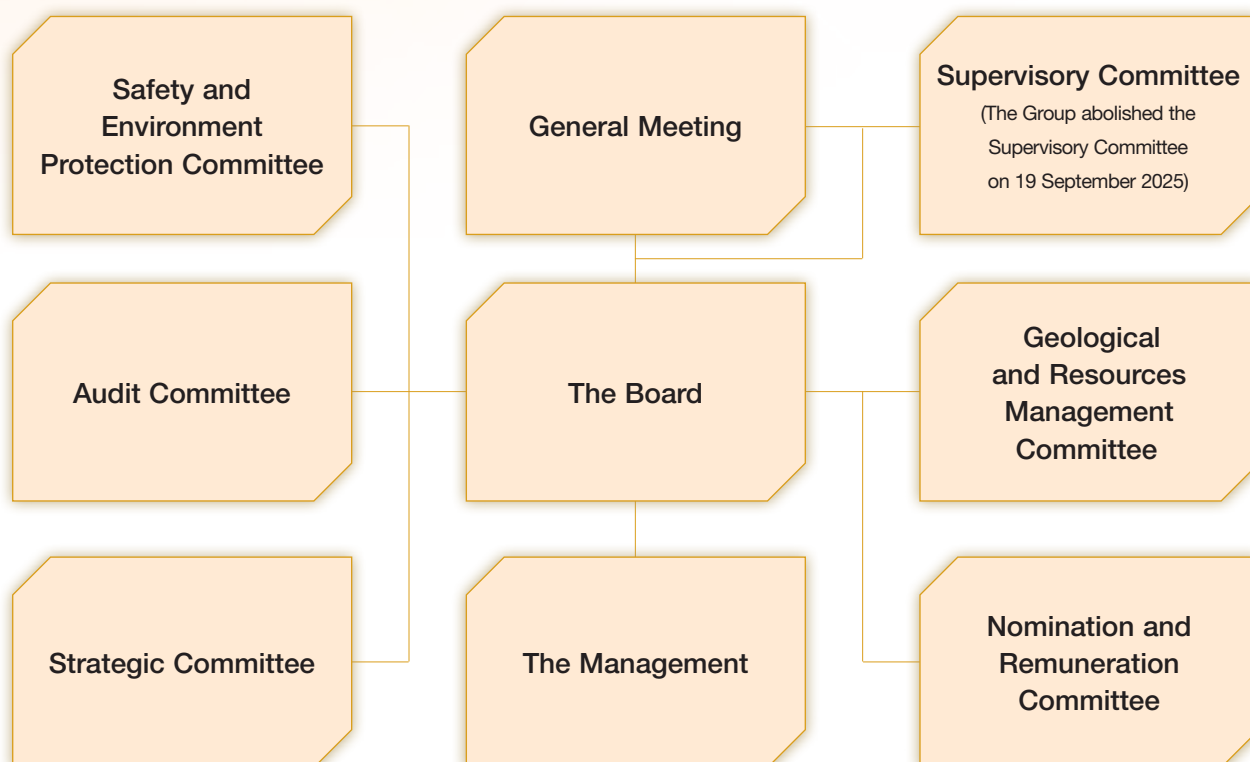 Safety and
Environment
Protection Committee
General Meeting
Supervisory Committee
(The Group abolished the
Supervisory Committee
on 19 September 2025)
Audit Committee
The Board
Geological
and Resources
Management
Committee
Strategic Committee
The Management
Nomination and
Remuneration
Committee